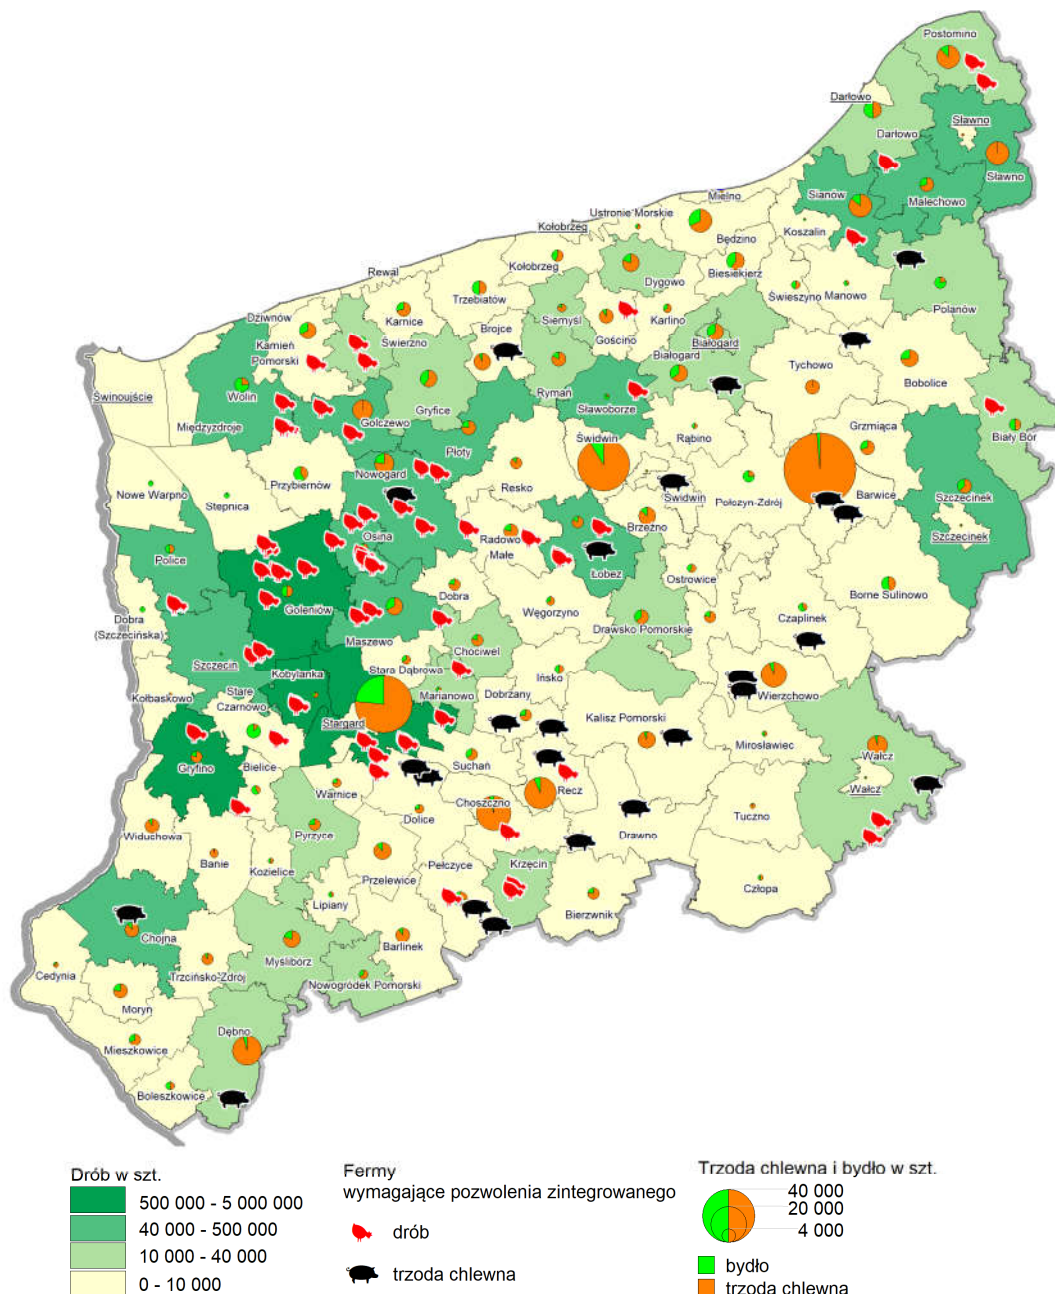 Postomino
Darłowo
Sławno
Darłowo
Sławno
Sianów
Malechowo
Mielno
Ustronie Morskie
Kołobrzeg
Koszalin
Będzino
Kołobrzeg
Rewal
Biesiekierz
Dygowo
Trzebiatów
Świeszyno
Manowo
Polanów
Dziwnów
Karnice
Siemyśl
Brojce
Gościno
Karlino
Świerzno
Kamień
Pomorski
Białogard
Białogard
Tychowo
Bobolice
Ryman
Wolin
Świnoujście
Międzyzdroje
Gryfice
Golczewo
Sławoborze
Grzmiąca
Biały Bór
Płoty
Świdwin
Rąbino
Nowogard
Resko
Przybiernów
Nowe Warpno
Stepnica
Świdwin
Połczyn-Zdrój
Barwice
Szczecinek
Szczecinek
Brzeżno
Osina
Radowo
Małe
Police
Łobez
Ostrowice
Borne Sulinowo
Goleniów
Dobra
Węgorzyno
Dobra
(Szczecińska)
Czaplinek
Drawsko Pomorskie
Maszewo
Chociwel
Szczecin
Stara Dąbrowa
Kobylanka
Ińsko
Kołbaskowo
Stare
Czarnowo
Marianowo
Dobrzany
Wierzchowo
Stargard
Kalisz Pomorski
Mirosławiec
Wałcz
Wałcz
Gryfino
Bielice
Suchań
Warnice
Recz
Choszczno
Dolice
Tuczno
Widuchowa
Pyrzyce
Drawno
Banie
Kozielice
Pełczyce
Krzęcin
Przelewice
Człopa
Lipiany
Bierzwnik
Chojna
Barlinek
Myślibórz
Cedynia
Trzcińsko-Zdrój
Nowogródek Pomorski
Moryń
Dębno
Mieszkowice
Boleszkowice
Drób w szt.
500 000 - 5 000 000
40 000 - 500 000
10 000 - 40 000
0 - 10 000
Fermy
wymagające pozwolenia zintegrowanego
drób
trzoda chlewna
Trzoda chlewna i bydło w szt.
40 000
20 000
4 000
bydło
trzoda chlewna